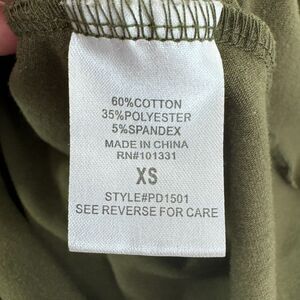 60%COTTON
35%POLYESTER
5%SPANDEX
MADE IN CHINA
RN#101331
XS
STYLE#PD1501
SEE REVERSE FOR CARE